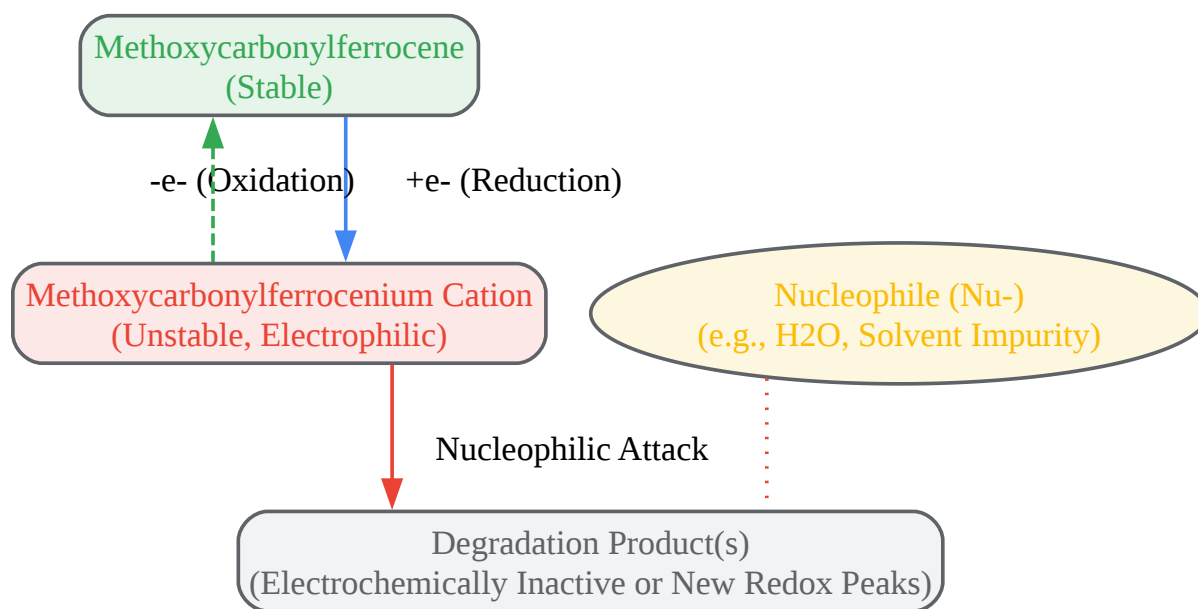 Methoxycarbonylferrocene
(Stable)
-e- (Oxidation)
+e- (Reduction)
Methoxycarbonylferrocenium Cation
(Unstable, Electrophilic)
Nucleophile (Nu-)
(e.g., H2O, Solvent Impurity)
Nucleophilic Attack
Degradation Product(s)
(Electrochemically Inactive or New Redox Peaks)